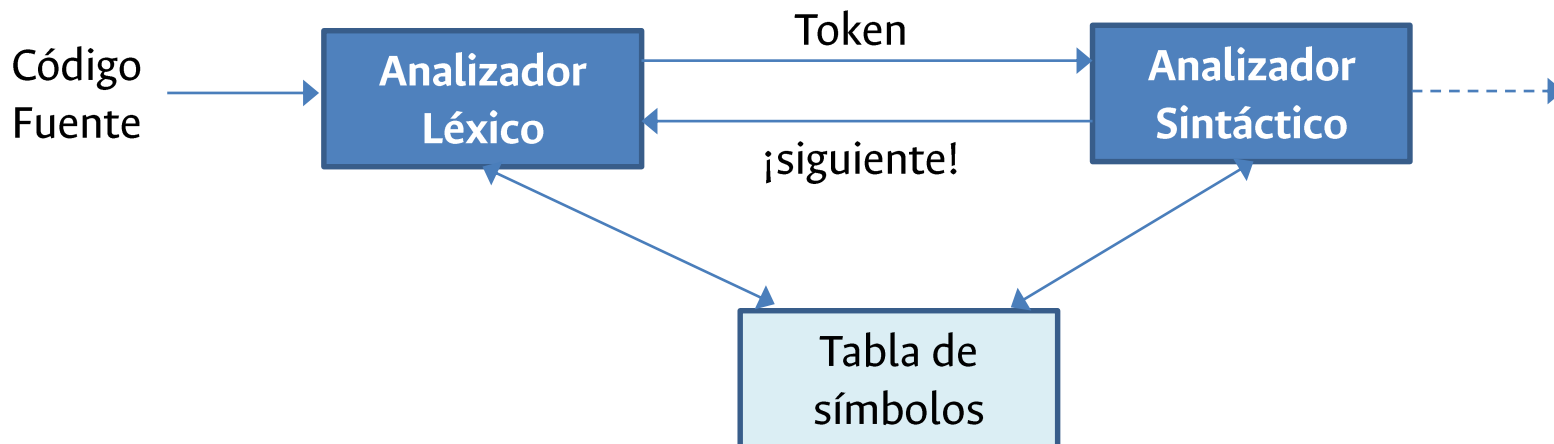 Código
Fuente
Analizador
Léxico
Token
¡siguiente!
Analizador
Sintáctico
Tabla de
símbolos